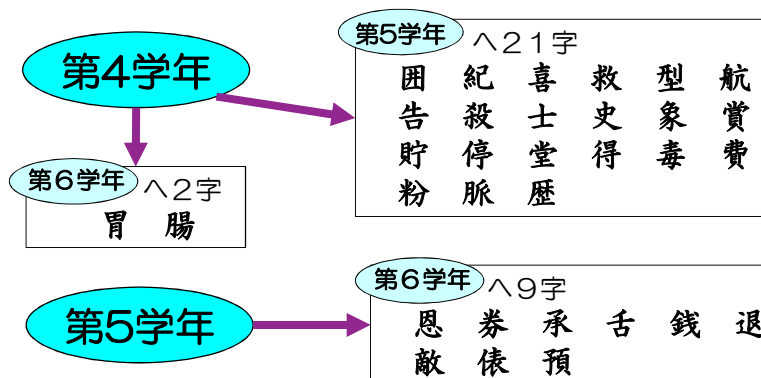 第4学年
第5学年
へ21字
囲 紀 喜 救 型 航
告 殺 士 史 象 賞
貯 停 堂 得 毒 費
粉 脈 歴
第6学年
へ2字
胃 腸
第5学年
第6学年
へ9字
恩 券 承 舌 銭 退
敵 俵 預